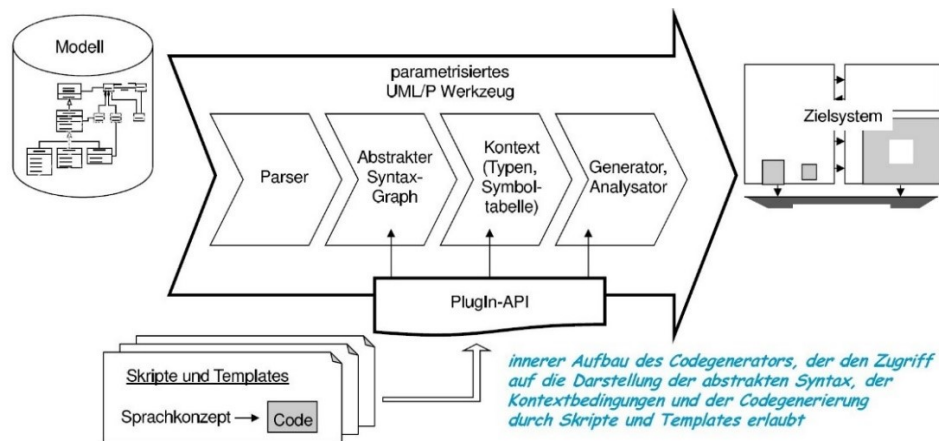 Modell
parametrisiertes
UML/P Werkzeug
Parser
Abstrakter
Syntax-
Graph
Kontext
(Typen,
Symbol-
tabelle)
Generator,
Analysator
Zielsystem
PlugIn-API
Skripte und Templates
Sprachkonzept
Code
innerer Aufbau des Codegenerators, der den Zugriff
auf die Darstellung der abstrakten Syntax, der
Kontextbedingungen und der Codegenerierung
durch Skripte und Templates erlaubt